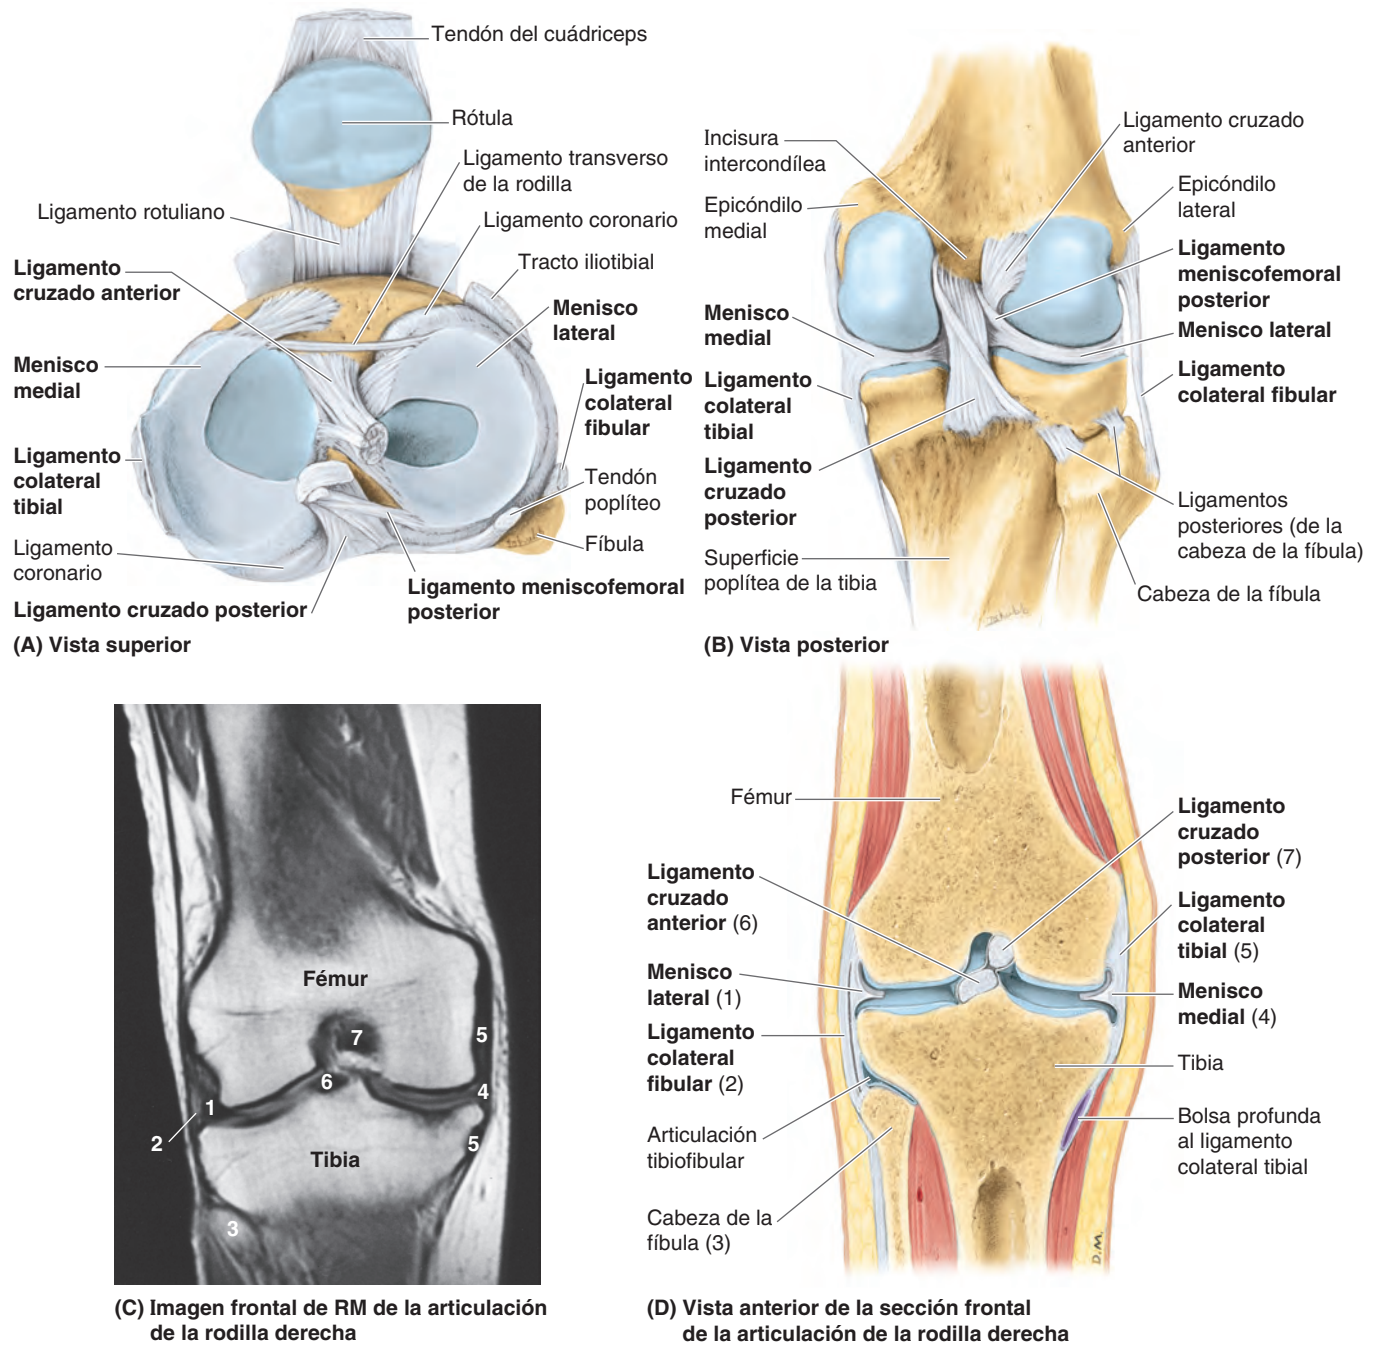 Tendón del cuádriceps
Rótula
Ligamento transverso
de la rodilla
Ligamento rotuliano
Ligamento coronario
Ligamento
cruzado anterior
Tracto iliotibial
Menisco
lateral
Menisco
medial
Ligamento
colateral
fibular
Ligamento
colateral
tibial
Tendón
poplíteo
Ligamento
coronario
Fíbula
Ligamento meniscofemoral
posterior
Ligamento cruzado posterior
(A) Vista superior
Incisura
intercondílea
Ligamento cruzado
anterior
Epicóndilo
medial
Epicóndilo
lateral
Ligamento
meniscofemoral
posterior
Menisco
medial
Menisco lateral
Ligamento
colateral
tibial
Ligamento
colateral fibular
Ligamento
cruzado
posterior
Ligamentos
posteriores (de la
cabeza de la fíbula)
Superficie
poplítea de la tibia
Cabeza de la fíbula
(B) Vista posterior
Fémur
7
5
6
4
1
2
5
Tibia
3
(C) Imagen frontal de RM de la articulación
de la rodilla derecha
Fémur
Ligamento
cruzado
posterior (7)
Ligamento
cruzado
anterior (6)
Ligamento
colateral
tibial (5)
Menisco
lateral (1)
Menisco
medial (4)
Ligamento
colateral
fibular (2)
Tibia
Articulación
tibiofibular
Bolsa profunda
al ligamento
colateral tibial
Cabeza de la
fíbula (3)
D.M.
(D) Vista anterior de la sección frontal
de la articulación de la rodilla derecha